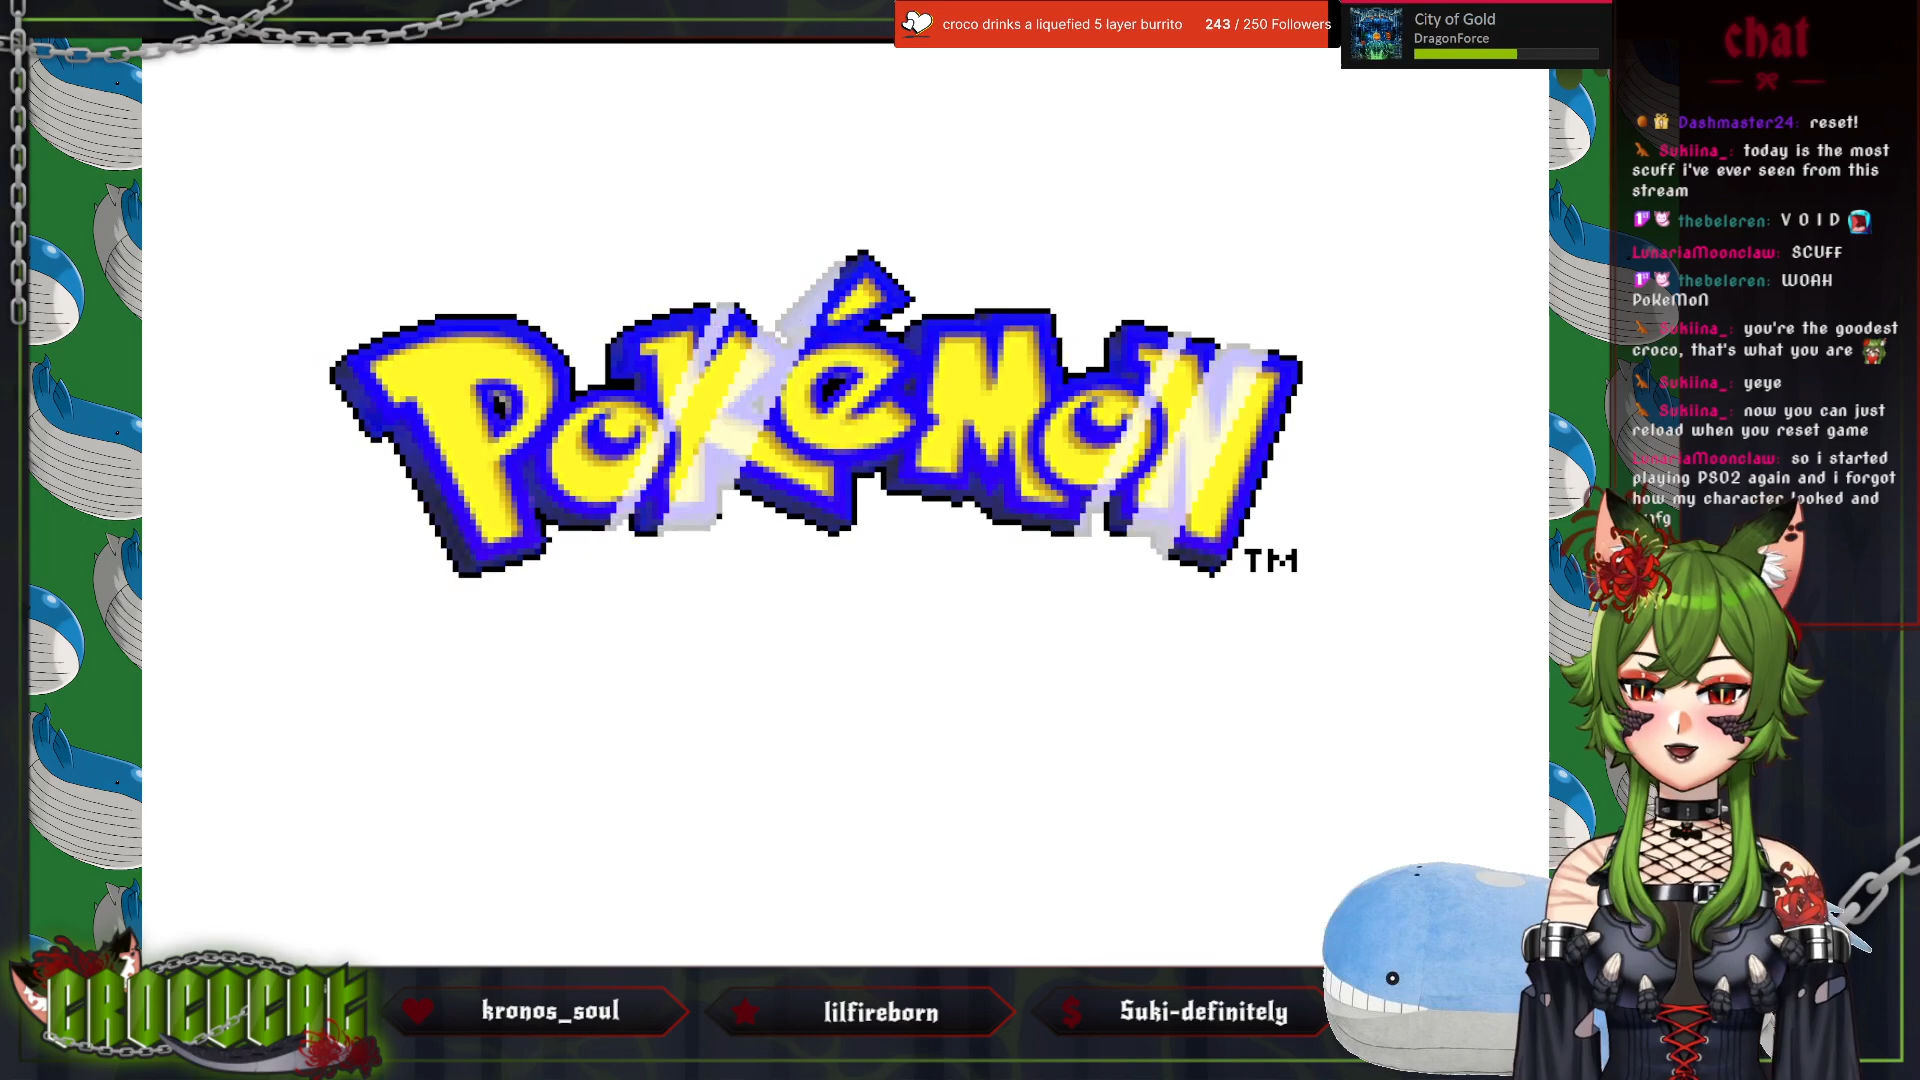 croco drinks a liquefied 5 layer burrito 243 / 250 Followers
City of Gold
DragonForce
chat
Dashmaster24: reset!
Sukiina_: today is the most
scuff i've ever seen from this
stream
thebeleren: V O I D
LunariaMoonclaw: SCUFF
thebeleren: WOAH
PoKeMoN
Sukiina_: you're the goodest
croco, that's what you are
Sukiina_: yeye
Sukiina_: now you can just
reload when you reset game
LunariaMoonclaw: so i started
playing PSO2 again and i forgot
how my character looked and
POKéMON
TM
CROCOCAT
kronos_soul
lilfireborn
Suki-definitely